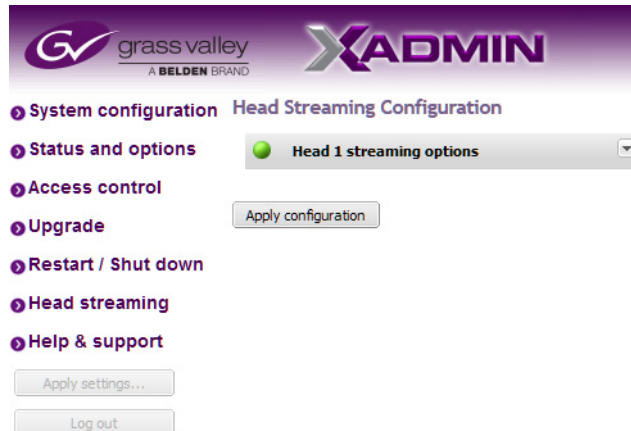 GV
grass valley
A BELDEN BRAND
XADMIN
System configuration
Status and options
Access control
Upgrade
Restart / Shut down
Head streaming
Help & support
Apply settings...
Log out
Head Streaming Configuration
Head 1 streaming options
Apply configuration